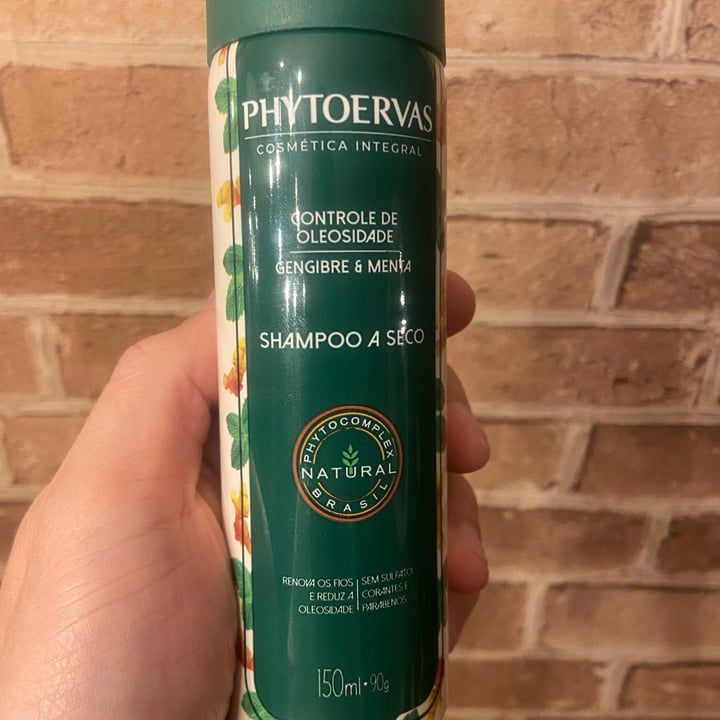 PHYTOERVAS
COSMÉTICA INTEGRAL
CONTROLE DE
OLEOSIDADE
GENGIBRE & MENTA
SHAMPOO A SECO
PHYTOCOMPLEX
NATURAL
BRASIL
RENOVA OS FIOS
E REDUZ A
OLEOSIDADE
SEM SULFATO,
CORANTES E
PARABENOS
150ml • 90g